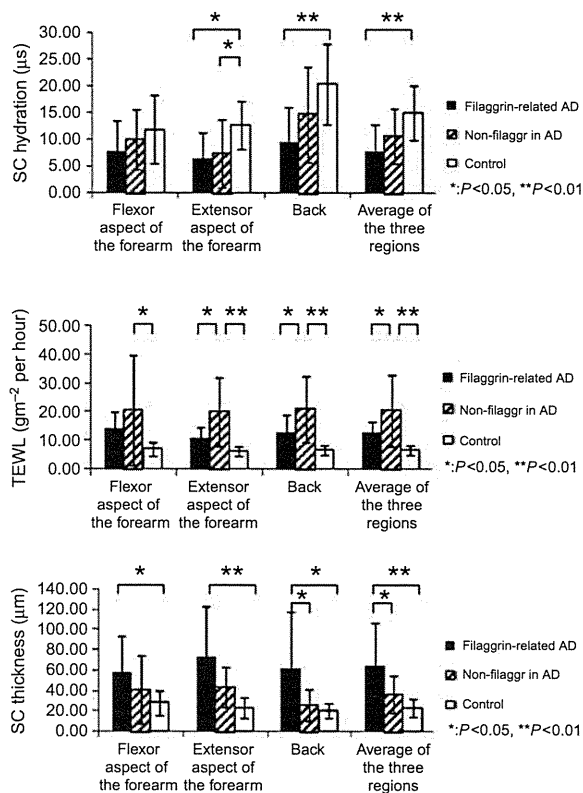 SC hydration (μs)
30.00
25.00
20.00
15.00
10.00
5.00
0.00
*
*
**
**
Flexor aspect of the forearm
Extensor aspect of the forearm
Back
Average of the three regions
Filaggrin-related AD
Non-filaggr in AD
Control
*:P<0.05, **P<0.01
TEWL (gm⁻² per hour)
50.00
40.00
30.00
20.00
10.00
0.00
*
* **
* **
* **
Flexor aspect of the forearm
Extensor aspect of the forearm
Back
Average of the three regions
Filaggrin-related AD
Non-filaggr in AD
Control
*:P<0.05, **P<0.01
SC thickness (μm)
140.00
120.00
100.00
80.00
60.00
40.00
20.00
0.00
*
**
*
*
**
*
Flexor aspect of the forearm
Extensor aspect of the forearm
Back
Average of the three regions
Filaggrin-related AD
Non-filaggr in AD
Control
*:P<0.05, **P<0.01